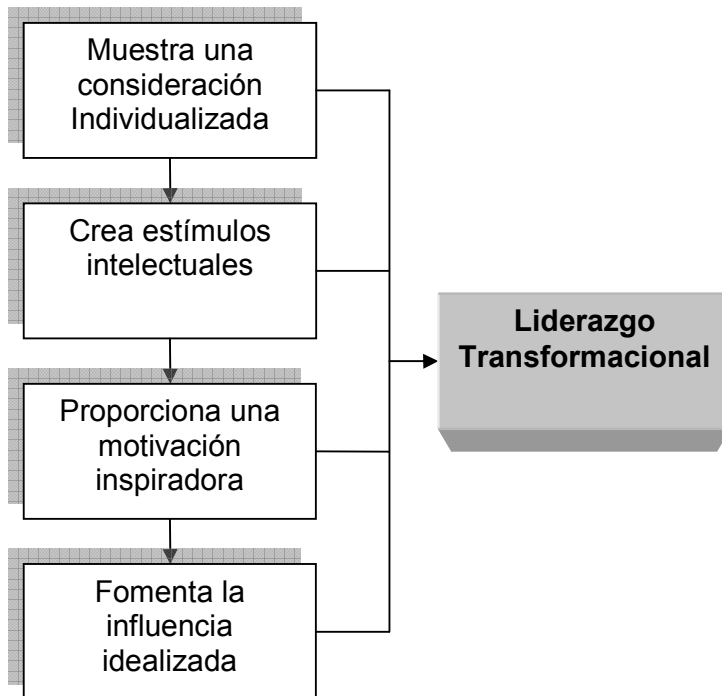 Muestra una
consideración
Individualizada
Crea estímulos
intelectuales
Proporciona una
motivación
inspiradora
Fomenta la
influencia
idealizada
Liderazgo
Transformacional